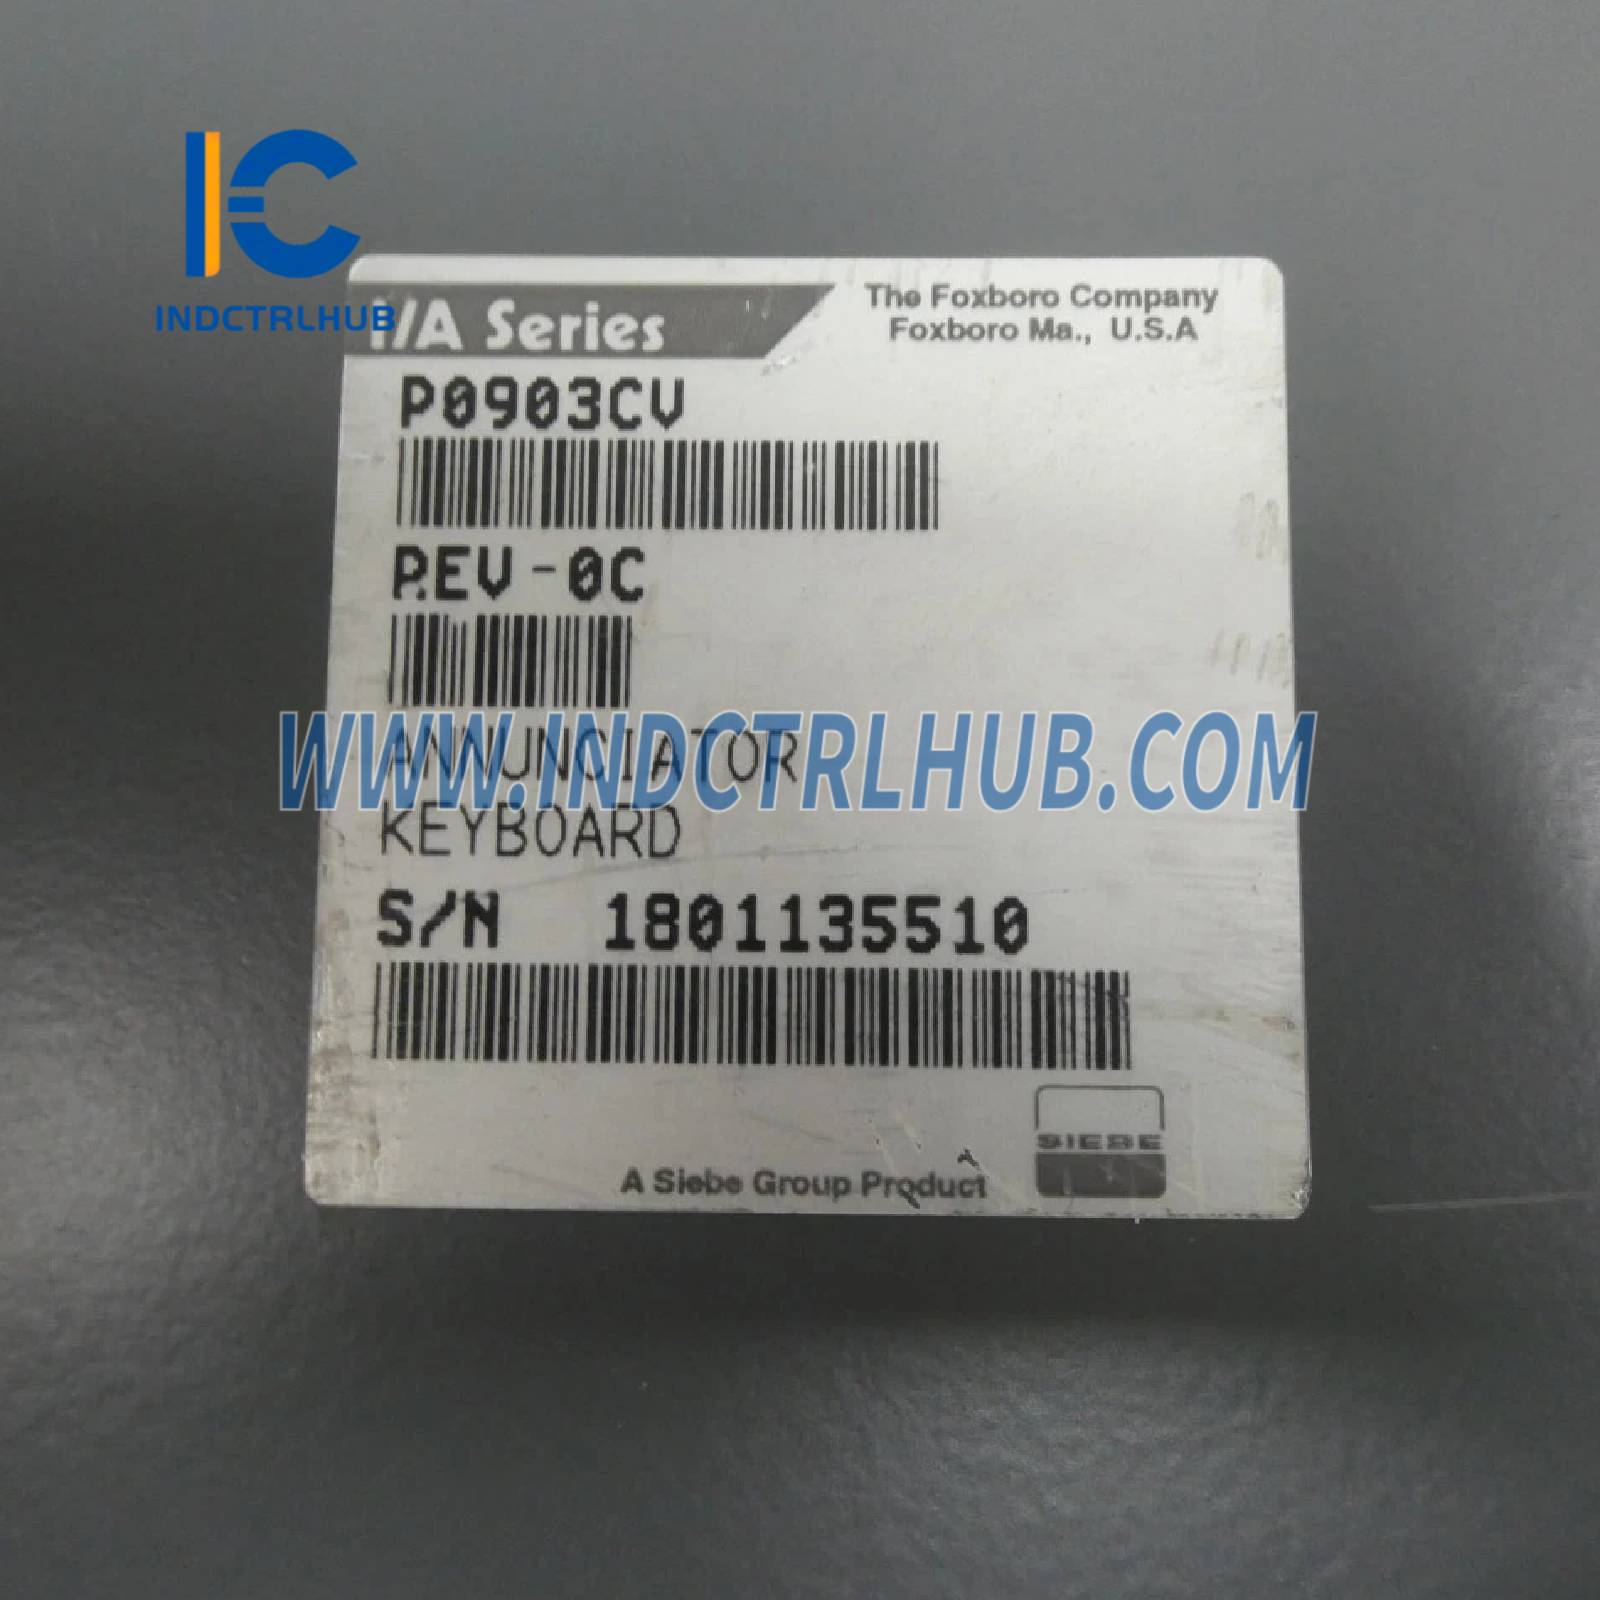 INDCTRLHUB
I/A Series
The Foxboro Company
Foxboro Ma., U.S.A
P0903CV
REV-0C
WWW.INDCTRLHUB.COM
ANNUNCIATOR
KEYBOARD
S/N 1801135510
SIEBE
A Siebe Group Product